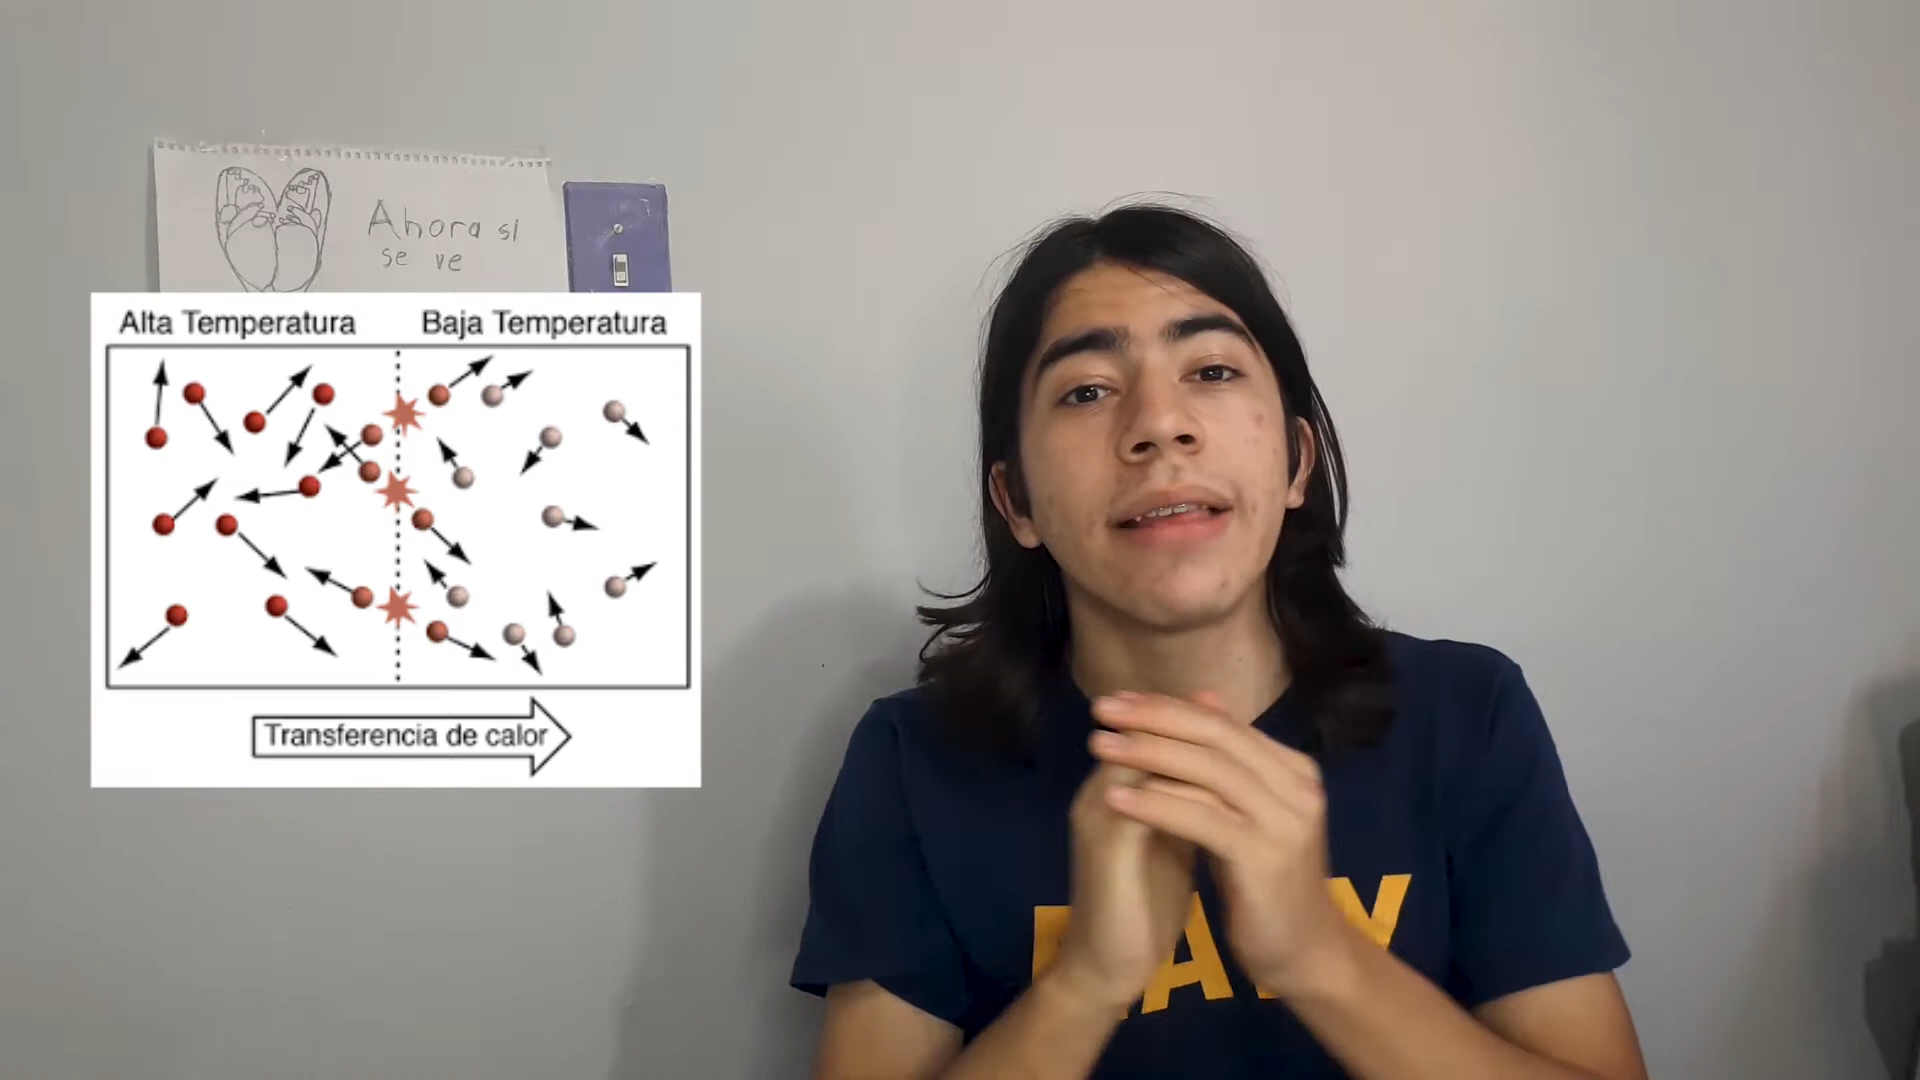 Ahora si
se ve
Alta Temperatura
Baja Temperatura
Transferencia de calor